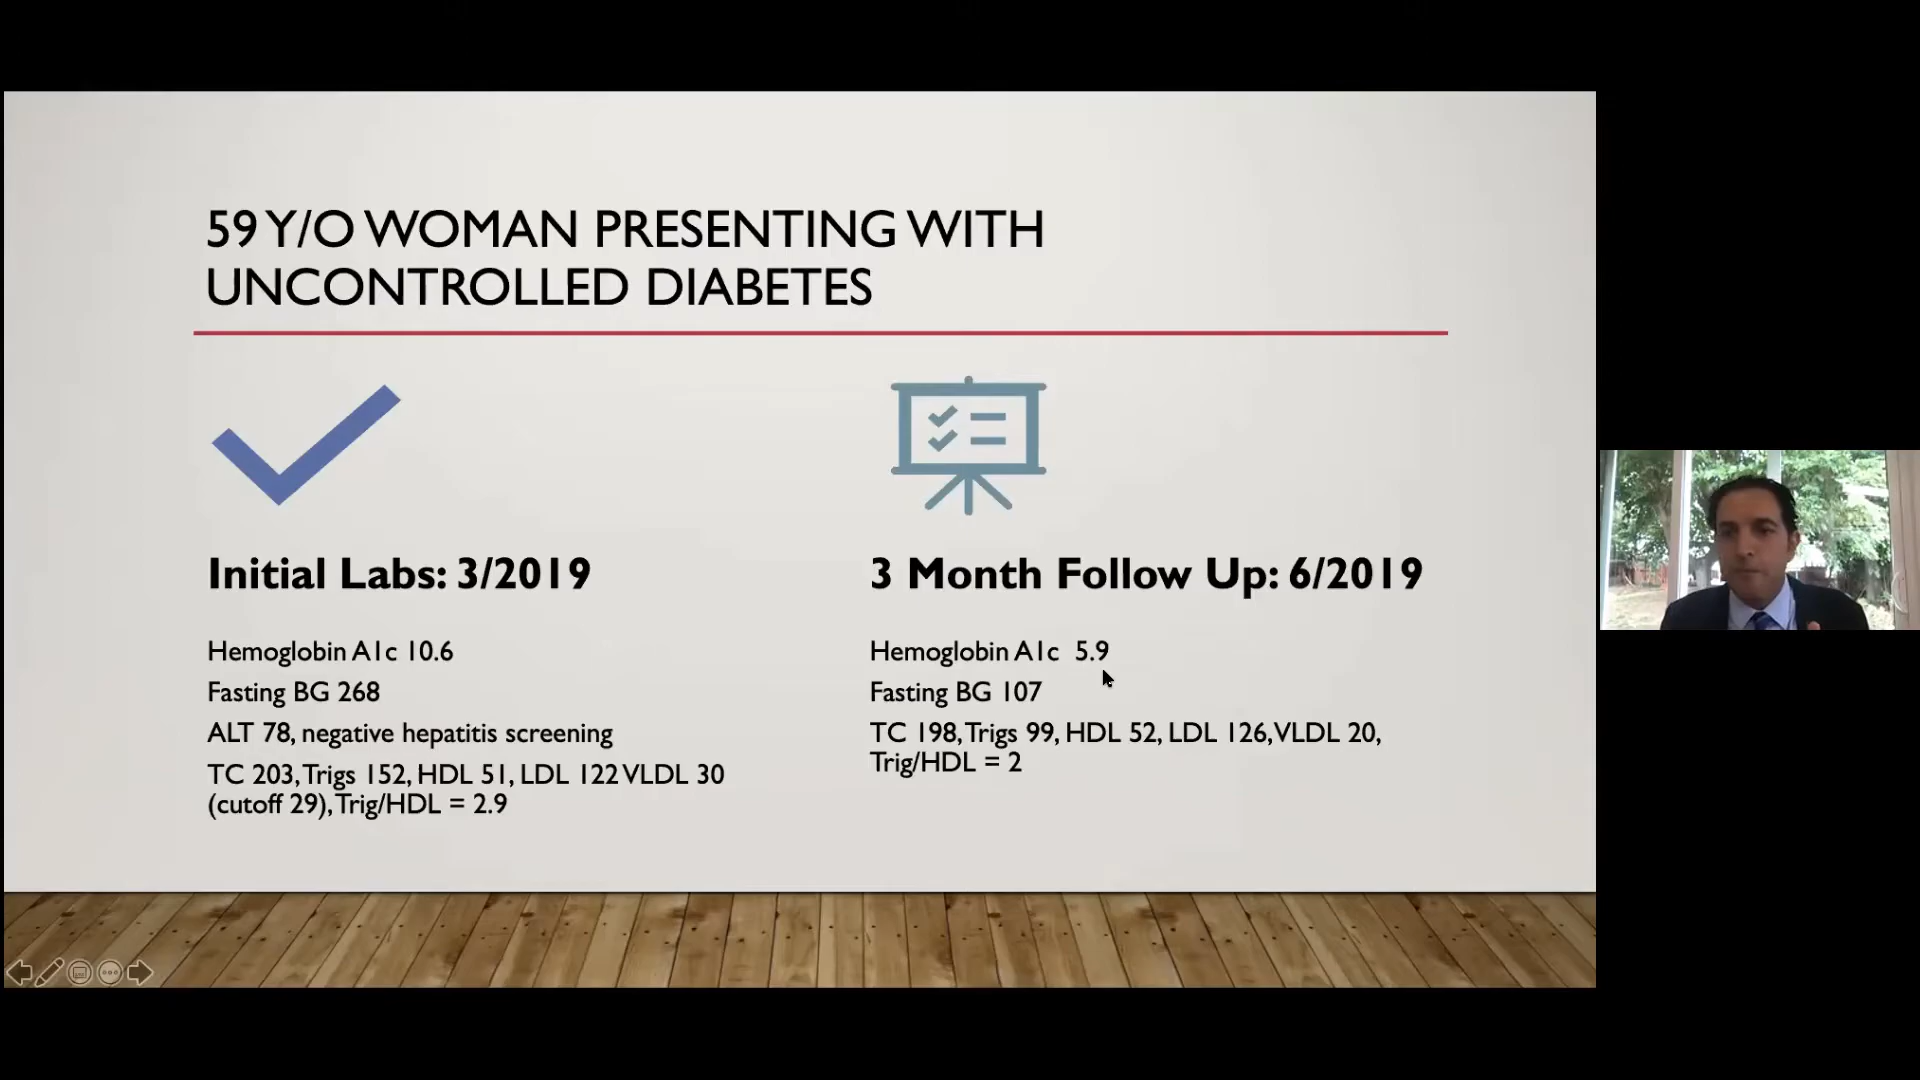 59 Y/O WOMAN PRESENTING WITH
UNCONTROLLED DIABETES
Initial Labs: 3/2019
Hemoglobin A1c 10.6
Fasting BG 268
ALT 78, negative hepatitis screening
TC 203, Trigs 152, HDL 51, LDL 122 VLDL 30
(cutoff 29), Trig/HDL = 2.9
3 Month Follow Up: 6/2019
Hemoglobin A1c 5.9
Fasting BG 107
TC 198, Trigs 99, HDL 52, LDL 126, VLDL 20,
Trig/HDL = 2